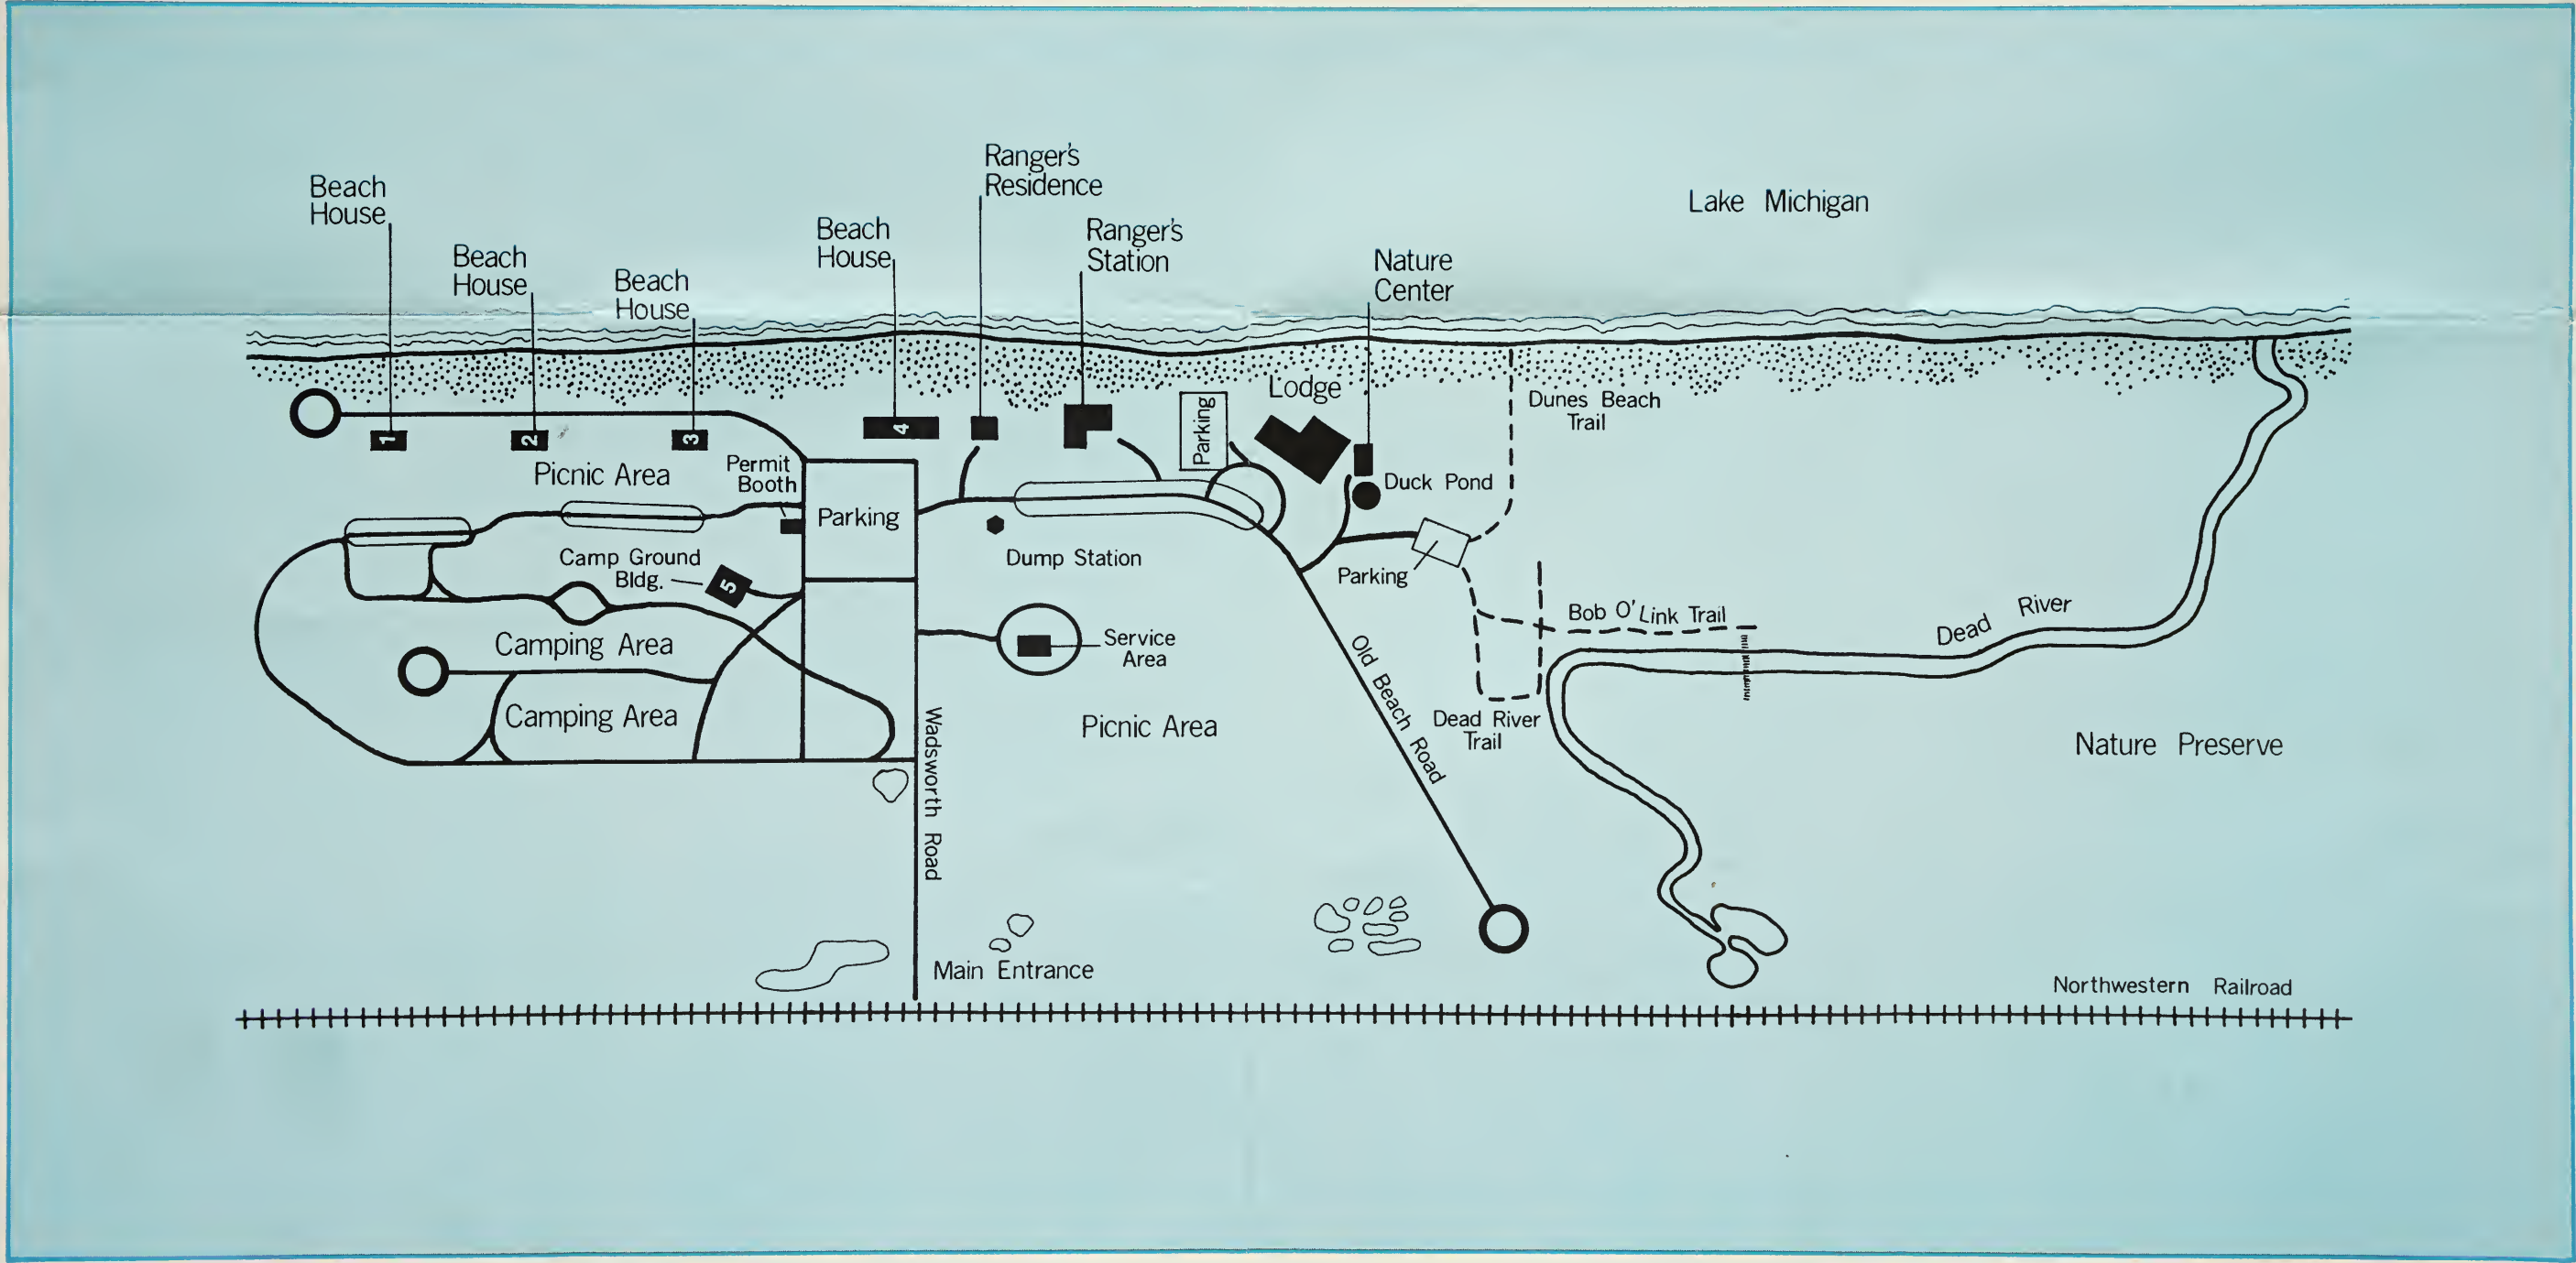 Ranger's
Residence
Beach
House
Lake Michigan
Beach
House
Ranger's
Station
Beach
House
Nature
Center
Beach
House
Lodge
Dunes Beach
Trail
Parking
1
2
3
4
Picnic Area
Permit
Booth
Duck Pond
Parking
Camp Ground
Bldg.
5
Dump Station
Parking
Bob O' Link Trail
Dead River
Camping Area
Service
Area
Old Beach Road
Camping Area
Wadsworth Road
Picnic Area
Dead River
Trail
Nature Preserve
Main Entrance
Northwestern Railroad